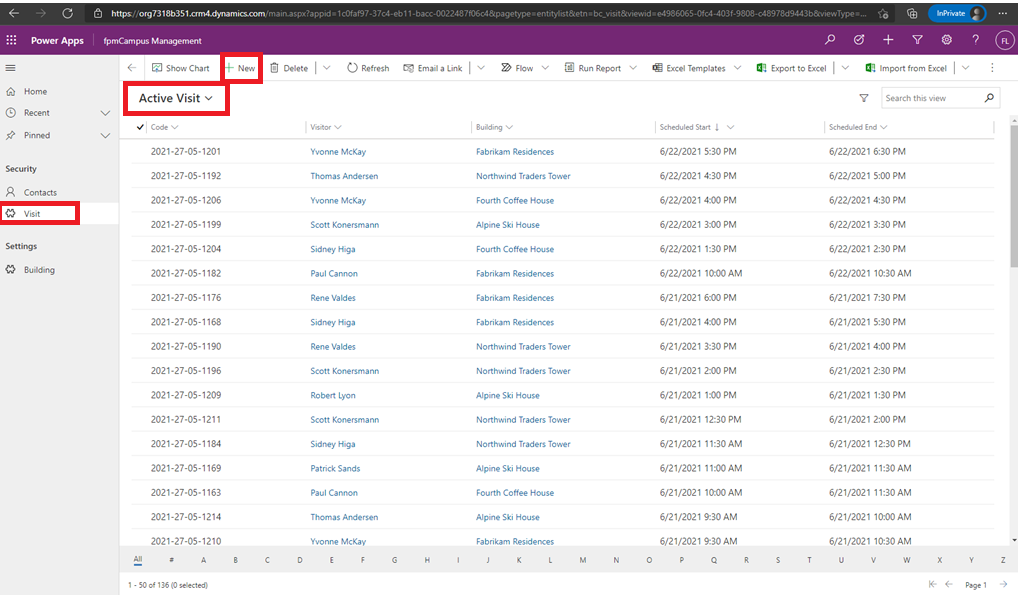 https://org7318b351.crm4.dynamics.com/main.aspx?appid=1c0faf97-37c4-eb11-bacc-0022487f06c4&pagetype=entitylist&etn=bc_visit&viewid=e4986065-0fc4-403f-9808-c48978d9443b&viewType=...
InPrivate
Power Apps fpmCampus Management
FL
Show Chart New Delete Refresh Email a Link Flow Run Report Excel Templates Export to Excel Import from Excel
Home
Recent
Pinned
Security
Contacts
Visit
Settings
Building
Active Visit
Search this view
Code Visitor Building Scheduled Start Scheduled End
2021-27-05-1201 Yvonne McKay Fabrikam Residences 6/22/2021 5:30 PM 6/22/2021 6:30 PM
2021-27-05-1192 Thomas Andersen Northwind Traders Tower 6/22/2021 4:30 PM 6/22/2021 5:00 PM
2021-27-05-1206 Yvonne McKay Fourth Coffee House 6/22/2021 4:00 PM 6/22/2021 4:30 PM
2021-27-05-1199 Scott Konersmann Alpine Ski House 6/22/2021 3:00 PM 6/22/2021 3:30 PM
2021-27-05-1204 Sidney Higa Fourth Coffee House 6/22/2021 1:30 PM 6/22/2021 2:30 PM
2021-27-05-1182 Paul Cannon Fabrikam Residences 6/22/2021 10:00 AM 6/22/2021 10:30 AM
2021-27-05-1176 Rene Valdes Fabrikam Residences 6/21/2021 6:00 PM 6/21/2021 7:30 PM
2021-27-05-1168 Sidney Higa Fabrikam Residences 6/21/2021 4:00 PM 6/21/2021 5:30 PM
2021-27-05-1190 Rene Valdes Northwind Traders Tower 6/21/2021 3:30 PM 6/21/2021 4:00 PM
2021-27-05-1196 Scott Konersmann Northwind Traders Tower 6/21/2021 2:00 PM 6/21/2021 2:30 PM
2021-27-05-1209 Robert Lyon Alpine Ski House 6/21/2021 1:00 PM 6/21/2021 1:30 PM
2021-27-05-1211 Scott Konersmann Northwind Traders Tower 6/21/2021 12:30 PM 6/21/2021 2:00 PM
2021-27-05-1184 Sidney Higa Northwind Traders Tower 6/21/2021 11:30 AM 6/21/2021 12:30 PM
2021-27-05-1169 Patrick Sands Alpine Ski House 6/21/2021 11:00 AM 6/21/2021 11:30 AM
2021-27-05-1163 Paul Cannon Fourth Coffee House 6/21/2021 10:00 AM 6/21/2021 11:30 AM
2021-27-05-1214 Thomas Andersen Alpine Ski House 6/21/2021 9:30 AM 6/21/2021 10:00 AM
2021-27-05-1210 Yvonne McKay Fabrikam Residences 6/21/2021 9:30 AM 6/21/2021 10:30 AM
All # A B C D E F G H I J K L M N O P Q R S T U V W X Y Z
1 - 50 of 136 (0 selected) Page 1